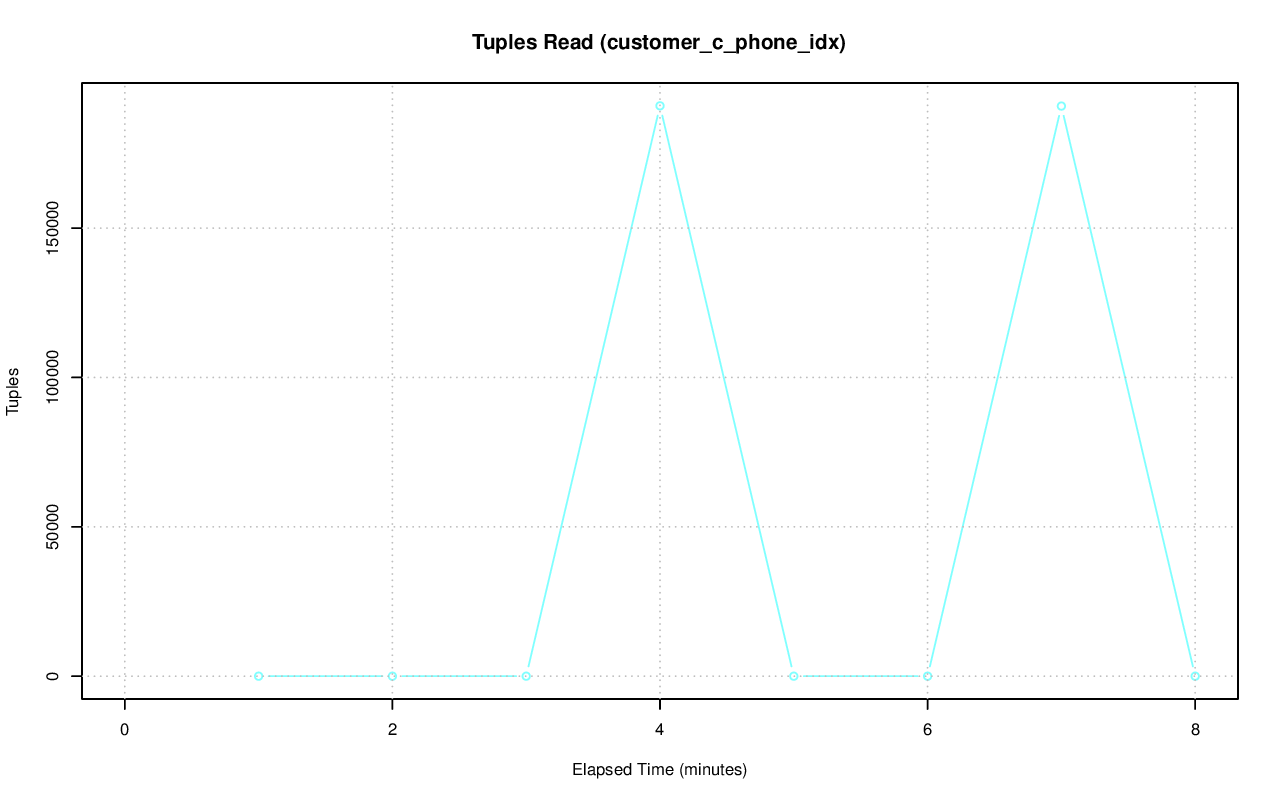 Tuples Read (customer_c_phone_idx)
Tuples
150000
100000
50000
0
0 2 4 6 8
Elapsed Time (minutes)